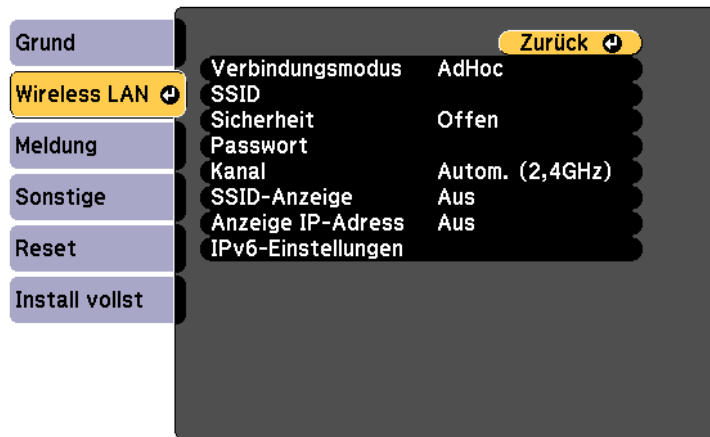 Grund
Wireless LAN
Meldung
Sonstige
Reset
Install vollst
Zurück
Verbindungsmodus AdHoc
SSID
Sicherheit Offen
Passwort
Kanal Autom. (2,4GHz)
SSID-Anzeige Aus
Anzeige IP-Adress Aus
IPv6-Einstellungen